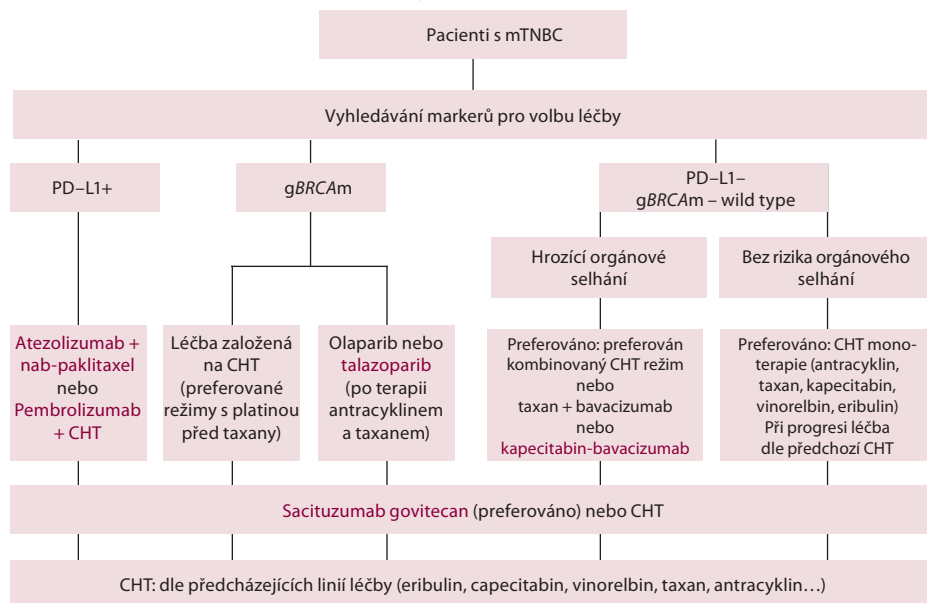 Pacienti s mTNBC
Vyhledávání markerů pro volbu léčby
PD–L1+
gBRCAm
PD–L1–
gBRCAm – wild type
Hrozící orgánové
selhání
Bez rizika orgánového
selhání
Atezolizumab +
nab-paklitaxel
nebo
Pembrolizumab
+ CHT
Léčba založená
na CHT
(preferované
režimy s platinou
před taxany)
Olaparib nebo
talazoparib
(po terapii
antracyklinem
a taxanem)
Preferováno: preferován
kombinovaný CHT režim
nebo
taxan + bavacizumab
nebo
kapecitabin-bavacizumab
Preferováno: CHT mono-
terapie (antracyklin,
taxan, kapecitabin,
vinorelbin, eribulin)
Při progresi léčba
dle předchozí CHT
Sacituzumab govitecan (preferováno) nebo CHT
CHT: dle předcházejících linií léčby (eribulin, capecitabin, vinorelbin, taxan, antracyklin…)